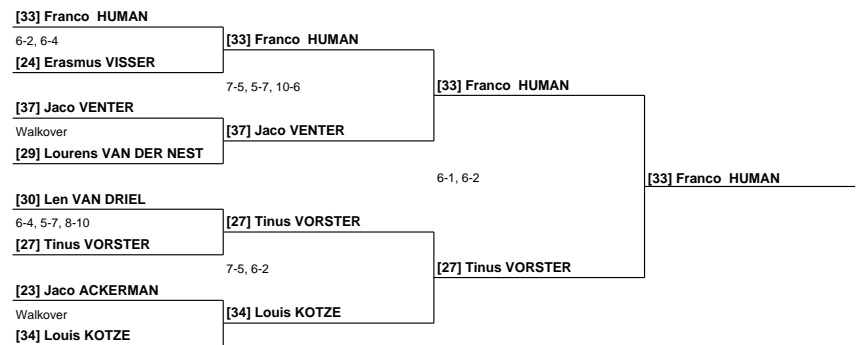 [33] Franco HUMAN
6-2, 6-4
[24] Erasmus VISSER
[33] Franco HUMAN
7-5, 5-7, 10-6
[37] Jaco VENTER
Walkover
[29] Lourens VAN DER NEST
[37] Jaco VENTER
[33] Franco HUMAN
6-1, 6-2
[33] Franco HUMAN
[30] Len VAN DRIEL
6-4, 5-7, 8-10
[27] Tinus VORSTER
[27] Tinus VORSTER
7-5, 6-2
[27] Tinus VORSTER
[23] Jaco ACKERMAN
Walkover
[34] Louis KOTZE
[34] Louis KOTZE